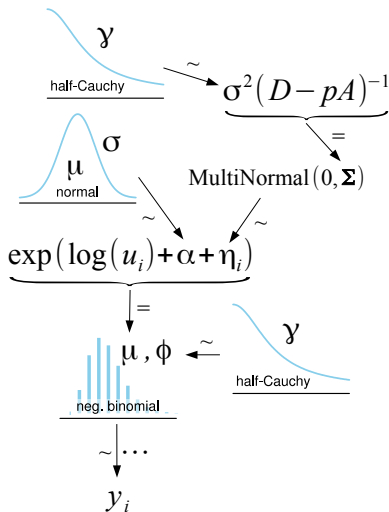 γ
half-Cauchy
~
σ²(D−pA)⁻¹
=
σ
μ
normal
MultiNormal(0,Σ)
~
~
exp(log(uᵢ)+α+ηᵢ)
=
μ,ϕ
~
γ
half-Cauchy
neg. binomial
~ ⋯
yᵢ